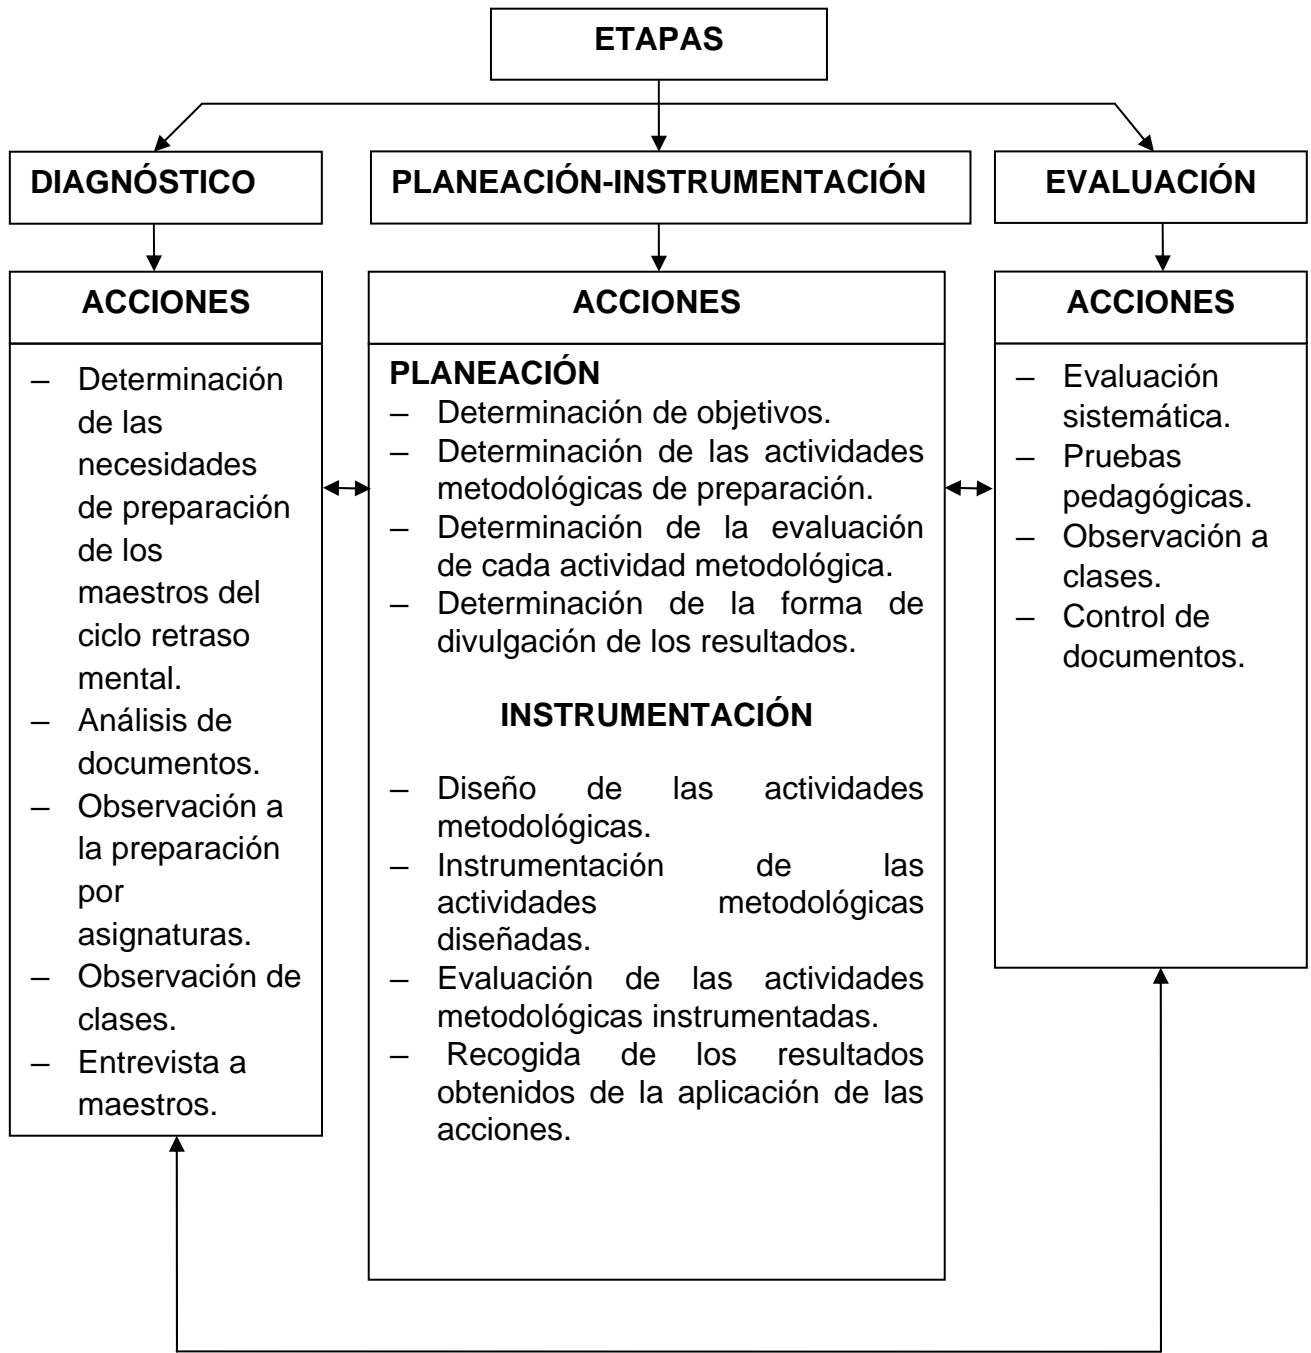 ETAPAS
DIAGNÓSTICO
PLANEACIÓN-INSTRUMENTACIÓN
EVALUACIÓN
ACCIONES
– Determinación
de las
necesidades
de preparación
de los
maestros del
ciclo retraso
mental.
– Análisis de
documentos.
– Observación a
la preparación
por
asignaturas.
– Observación de
clases.
– Entrevista a
maestros.
ACCIONES
PLANEACIÓN
– Determinación de objetivos.
– Determinación de las actividades
metodológicas de preparación.
– Determinación de la evaluación
de cada actividad metodológica.
– Determinación de la forma de
divulgación de los resultados.
INSTRUMENTACIÓN
– Diseño de las actividades
metodológicas.
– Instrumentación de las
actividades metodológicas
diseñadas.
– Evaluación de las actividades
metodológicas instrumentadas.
– Recogida de los resultados
obtenidos de la aplicación de las
acciones.
ACCIONES
– Evaluación
sistemática.
– Pruebas
pedagógicas.
– Observación a
clases.
– Control de
documentos.